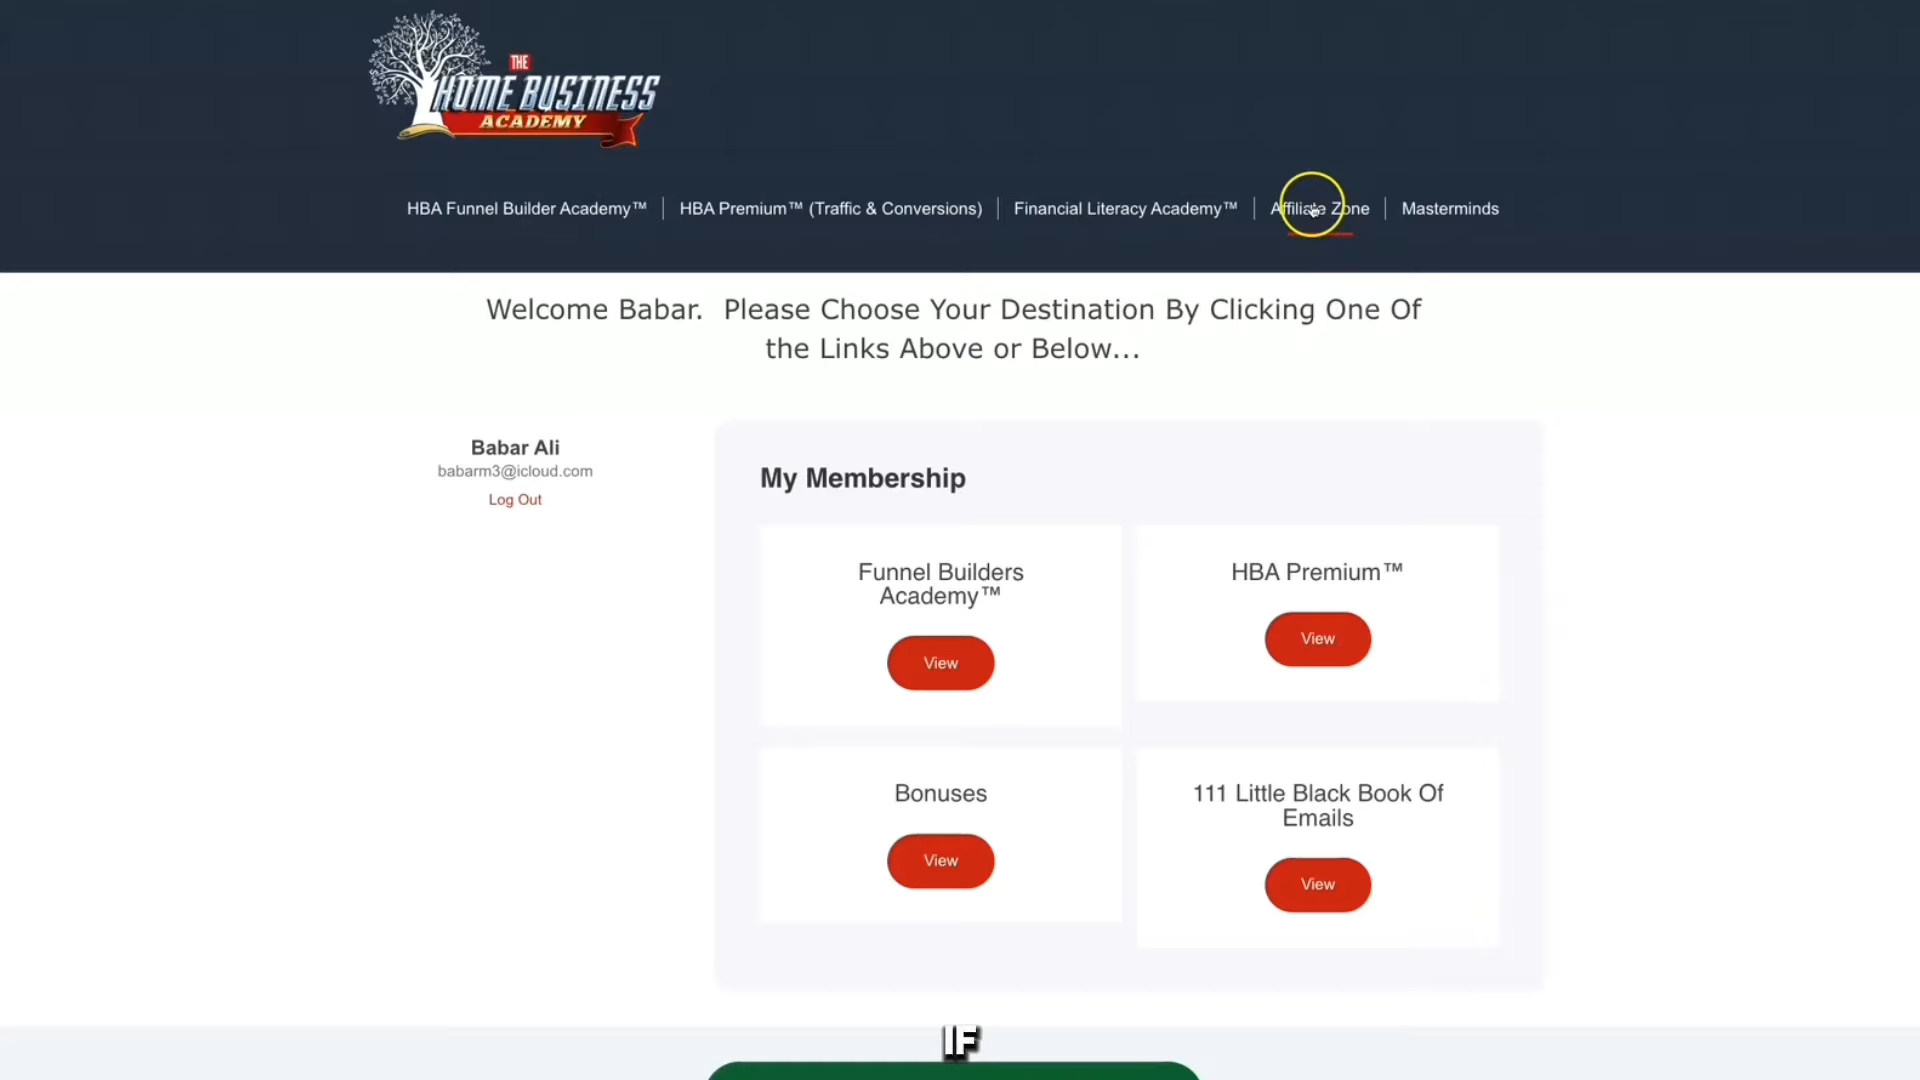 THE
HOME BUSINESS
ACADEMY
HBA Funnel Builder Academy™
HBA Premium™ (Traffic & Conversions)
Financial Literacy Academy™
Affiliate Zone
Masterminds
Welcome Babar. Please Choose Your Destination By Clicking One Of
the Links Above or Below...
Babar Ali
babarm3@icloud.com
Log Out
My Membership
Funnel Builders
Academy™
View
HBA Premium™
View
Bonuses
View
111 Little Black Book Of
Emails
View
IF